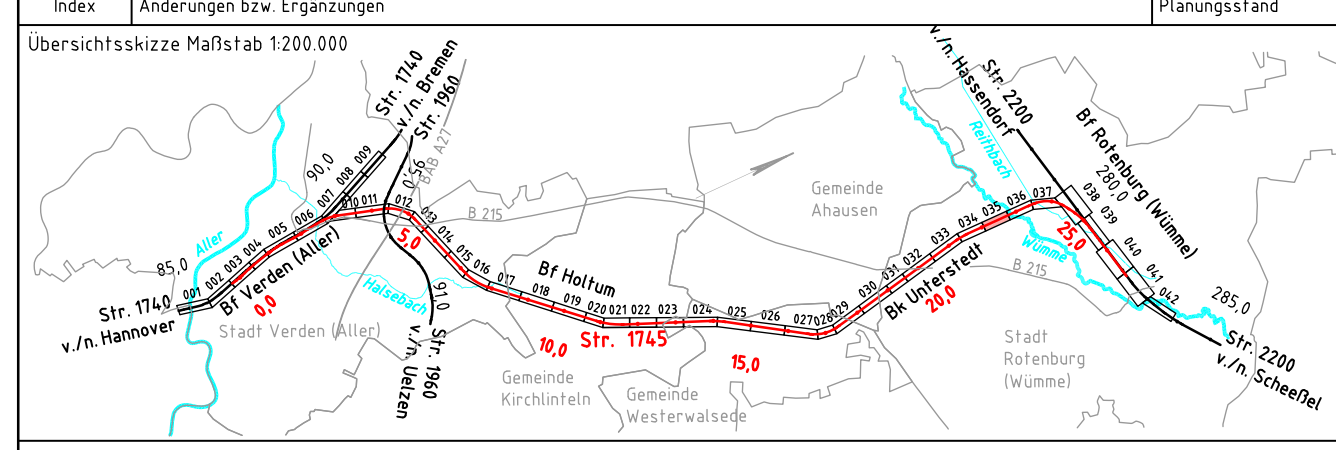 Index
Änderungen bzw. Ergänzungen
Planungsstand
Übersichtsskizze Maßstab 1:200.000
Str. 1740
v./n. Bremen
Str. 1960
BAB A27
95,0
90,0
85,0
Aller
Str. 1740
v./n. Hannover
001
002
003
004
005
006
007
008
009
010
011
012
013
014
015
016
017
018
019
020
021
022
023
024
025
026
027
028
029
030
031
032
033
034
035
036
037
038
039
040
041
042
Bf Verden (Aller)
0,0
Stadt Verden (Aller)
Halsebach
5,0
B 215
91,0
Str. 1960
v./n. Uelzen
Bf Holtum
10,0
Str. 1745
15,0
Gemeinde
Kirchlinteln
Gemeinde
Westerwalsede
Gemeinde
Ahausen
Bk Unterstedt
20,0
v./n. Hassendorf
Str. 2200
Reithbach
Wümme
B 215
25,0
Bf Rotenburg (Wümme)
280,0
285,0
Stadt
Rotenburg
(Wümme)
Str. 2200
v./n. Scheeßel